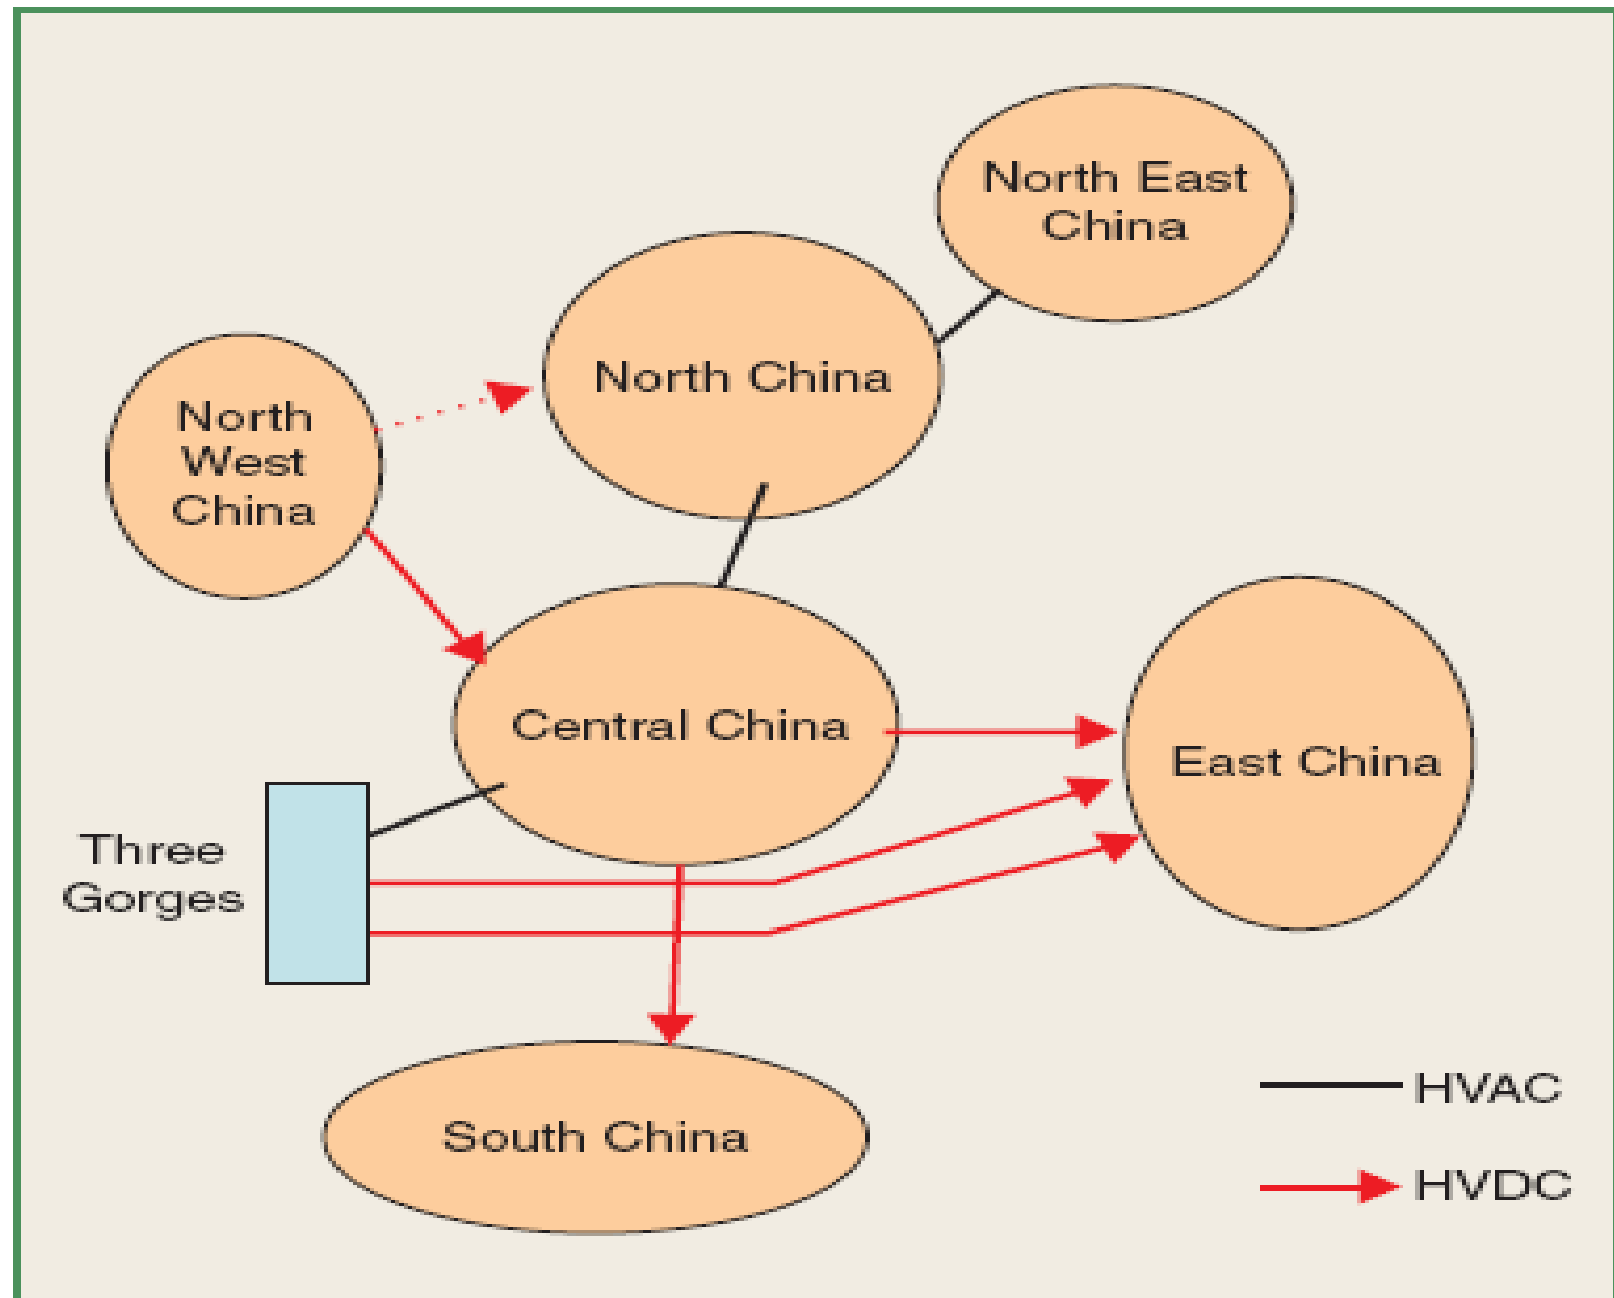 North East
China
North China
North
West
China
Central China
East China
Three
Gorges
South China
HVAC
HVDC